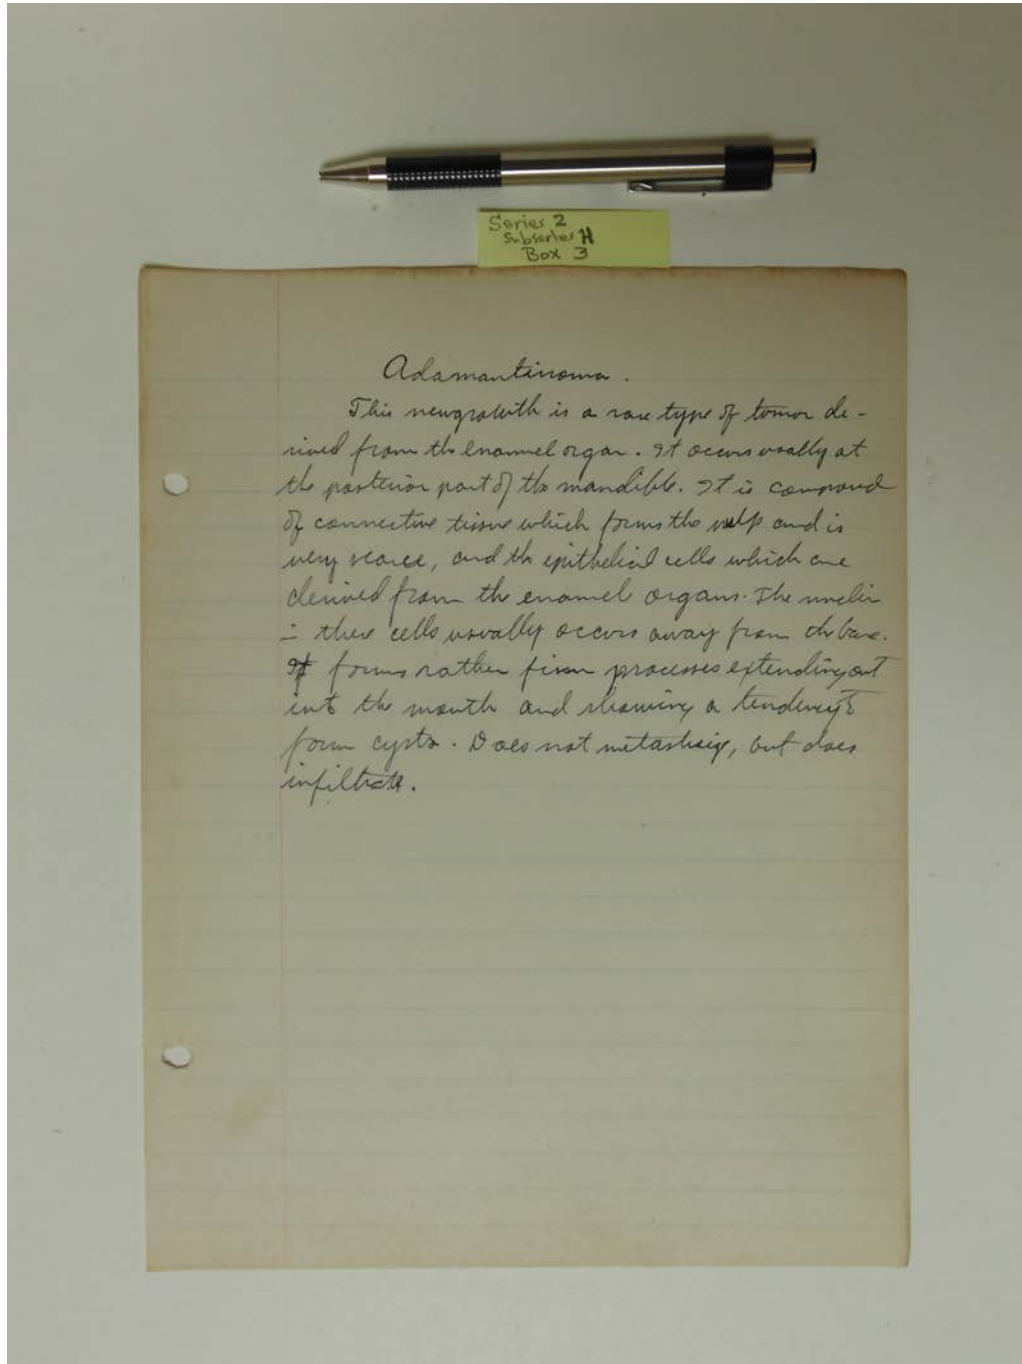 Series 2
Subseries H
Box 3
Adamantinoma.
This newgrowth is a rare type of tumor de-
rived from the enamel organ. It occurs usually at
the posterior part of the mandible. It is composed
of connective tissue which forms the and is
very scarce, and the epithelial cells which are
derived from the enamel organs. The nuclei
these cells usually occurs away from the base.
It forms rather firm processes extending out
into the mouth and showing a tendency to
form cysts. Does not metastasize, but does
infiltrate.